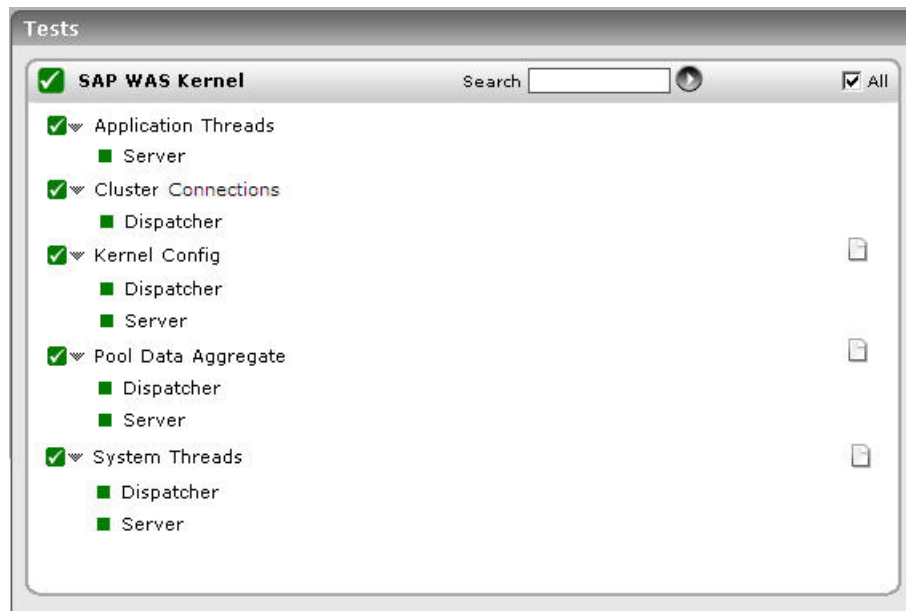 Tests
SAP WAS Kernel Search All
Application Threads
Server
Cluster Connections
Dispatcher
Kernel Config
Dispatcher
Server
Pool Data Aggregate
Dispatcher
Server
System Threads
Dispatcher
Server